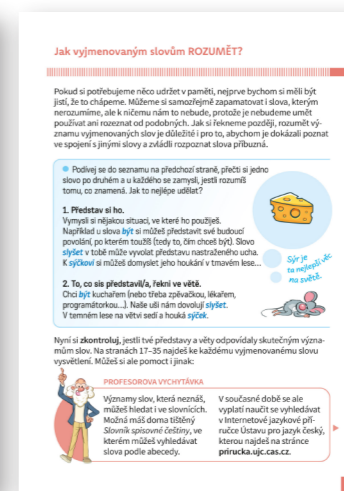 Jak vyjmenovaným slovům ROZUMĚT?
Pokud si potřebujeme něco udržet v paměti, nejprve bychom si měli být
jistí, že to chápeme. Můžeme si samozřejmě zapamatovat i slova, kterým
nerozumíme, ale k ničemu nám to nebude, protože je nebudeme umět
používat ani rozeznat od podobných. Jak si řekneme později, rozumět vý-
znamu vyjmenovaných slov je důležité i pro to, abychom je dokázali poznat
ve spojení s jinými slovy a zvládli rozpoznat slova příbuzná.
Podívej se do seznamu na předchozí straně, přečti si jedno
slovo po druhém a u každého se zamysli, jestli rozumíš
tomu, co znamená. Jak to nejlépe udělat?
1. Představ si ho.
Vymysli si nějakou situaci, ve které ho použiješ.
Například u slova být si můžeš představit své budoucí
povolání, po kterém toužíš (tedy to, čím chceš být). Slovo
slyšet v tobě může vyvolat představu nastraženého ucha.
K sýčkovi si můžeš domyslet jeho houkání v tmavém lese...
Sýr je
ta nejlepší věc
na světě.
2. To, co sis představil/a, řekni ve větě.
Chci být kuchařem (nebo třeba zpěvačkou, lékařem,
programátorkou...). Naše uši nám dovolují slyšet.
V temném lese na větvi sedí a houká sýček.
Nyní si zkontroluj, jestli tvé představy a věty odpovídaly skutečným význa-
mům slov. Na stranách 17–35 najdeš ke každému vyjmenovanému slovu
vysvětlení. Můžeš si ale pomoct i jinak:
PROFESOROVA VYCHYTÁVKA
Významy slov, která neznáš,
můžeš hledat i ve slovnících.
Možná máš doma tištěný
Slovník spisovné češtiny, ve
kterém můžeš vyhledávat
slova podle abecedy.
V současné době se ale
vyplatí naučit se vyhledávat
v Internetové jazykové pří-
ručce Ústavu pro jazyk český,
kterou najdeš na stránce
prirucka.ujc.cas.cz.